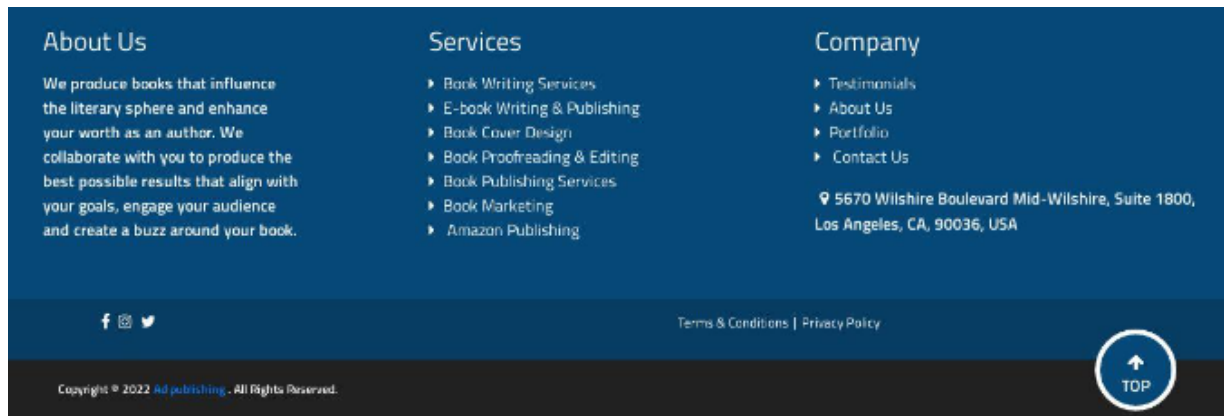 About Us
We produce books that influence
the literary sphere and enhance
your worth as an author. We
collaborate with you to produce the
best possible results that align with
your goals, engage your audience
and create a buzz around your book.
Services
Book Writing Services
E-book Writing & Publishing
Book Cover Design
Book Proofreading & Editing
Book Publishing Services
Book Marketing
Amazon Publishing
Company
Testimonials
About Us
Portfolio
Contact Us
5670 Wilshire Boulevard Mid-Wilshire, Suite 1800,
Los Angeles, CA, 90036, USA
Terms & Conditions | Privacy Policy
TOP
Copyright © 2022 Ad publishing . All Rights Reserved.